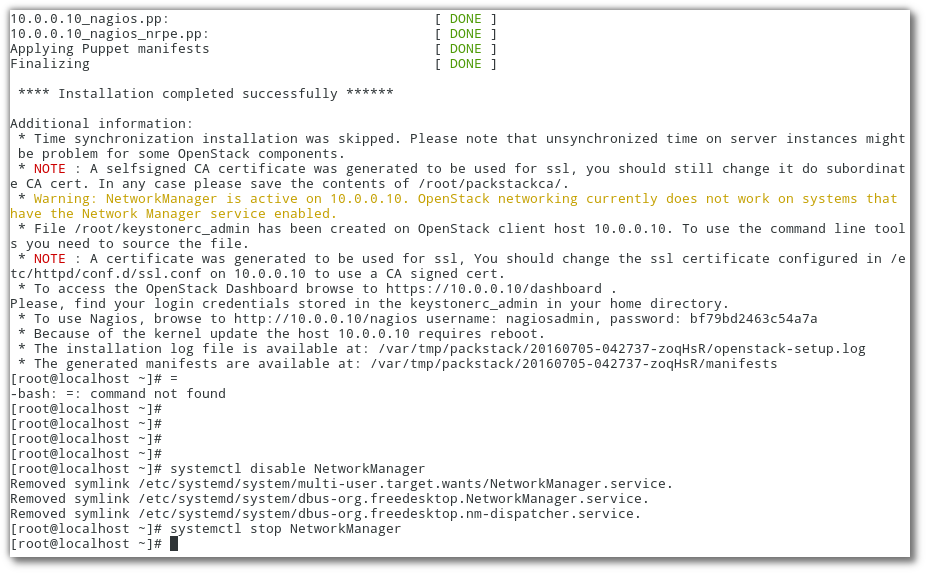 10.0.0.10_nagios.pp:                                 [ DONE ]
10.0.0.10_nagios_nrpe.pp:                            [ DONE ]
Applying Puppet manifests                            [ DONE ]
Finalizing                                           [ DONE ]
**** Installation completed successfully ******
Additional information:
 * Time synchronization installation was skipped. Please note that unsynchronized time on server instances might
 be problem for some OpenStack components.
 * NOTE : A selfsigned CA certificate was generated to be used for ssl, you should still change it do subordinat
e CA cert. In any case please save the contents of /root/packstackca/.
 * Warning: NetworkManager is active on 10.0.0.10. OpenStack networking currently does not work on systems that
have the Network Manager service enabled.
 * File /root/keystonerc_admin has been created on OpenStack client host 10.0.0.10. To use the command line tool
s you need to source the file.
 * NOTE : A certificate was generated to be used for ssl, You should change the ssl certificate configured in /e
tc/httpd/conf.d/ssl.conf on 10.0.0.10 to use a CA signed cert.
 * To access the OpenStack Dashboard browse to https://10.0.0.10/dashboard .
Please, find your login credentials stored in the keystonerc_admin in your home directory.
 * To use Nagios, browse to http://10.0.0.10/nagios username: nagiosadmin, password: bf79bd2463c54a7a
 * Because of the kernel update the host 10.0.0.10 requires reboot.
 * The installation log file is available at: /var/tmp/packstack/20160705-042737-zoqHsR/openstack-setup.log
 * The generated manifests are available at: /var/tmp/packstack/20160705-042737-zoqHsR/manifests
[root@localhost ~]# =
-bash: =: command not found
[root@localhost ~]#
[root@localhost ~]#
[root@localhost ~]#
[root@localhost ~]#
[root@localhost ~]# systemctl disable NetworkManager
Removed symlink /etc/systemd/system/multi-user.target.wants/NetworkManager.service.
Removed symlink /etc/systemd/system/dbus-org.freedesktop.NetworkManager.service.
Removed symlink /etc/systemd/system/dbus-org.freedesktop.nm-dispatcher.service.
[root@localhost ~]# systemctl stop NetworkManager
[root@localhost ~]#